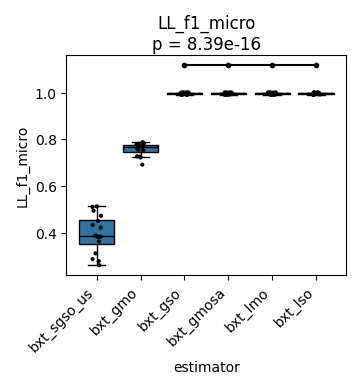 LL_f1_micro
p = 8.39e-16
LL_f1_micro
1.0
0.8
0.6
0.4
bxt_sgso_us
bxt_gmo
bxt_gso
bxt_gmosa
bxt_lmo
bxt_lso
estimator